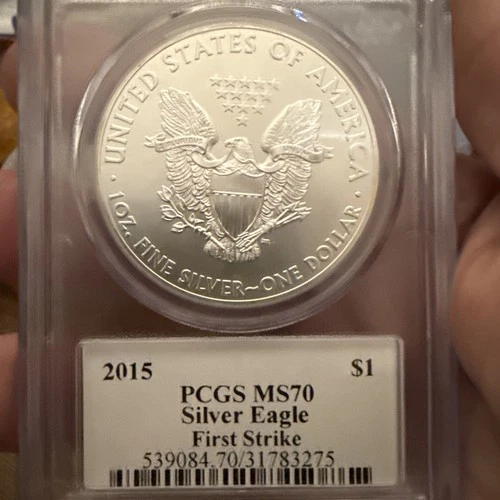 UNITED STATES OF AMERICA
1 OZ. FINE SILVER~ONE DOLLAR
2015 $1
PCGS MS70
Silver Eagle
First Strike
539084.70/31783275